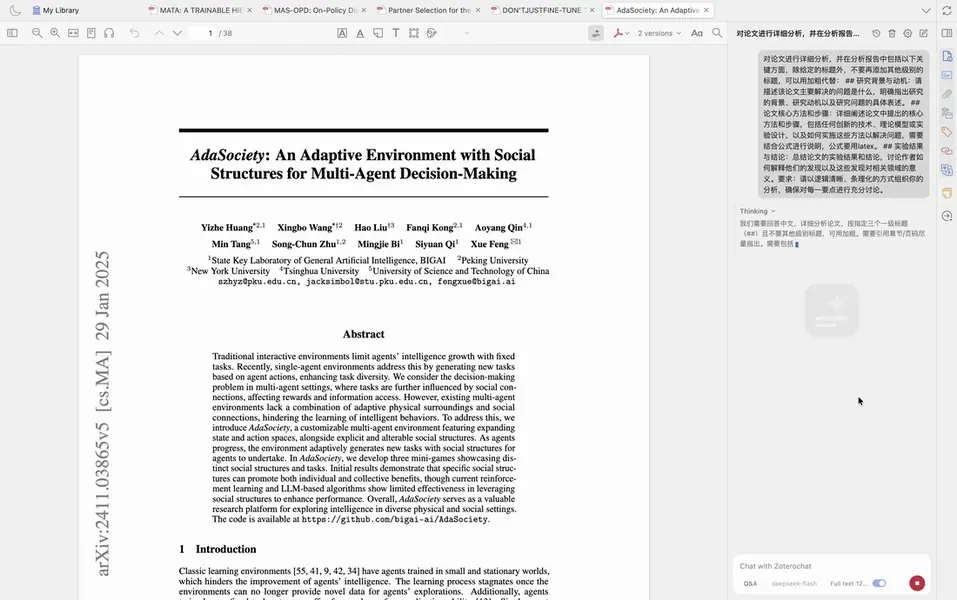 My Library
MATA: A TRAINABLE HI
MAS-OPD: On-Policy Di
Partner Selection for the
DON'TJUSTFINE-TUNE
AdaSociety: An Adaptive
1 / 38
2 versions
Aa
AdaSociety: An Adaptive Environment with Social
Structures for Multi-Agent Decision-Making
Yizhe Huang*2,1 Xingbo Wang*†2 Hao Liu†3 Fanqi Kong2,1 Aoyang Qin4,1
Min Tang5,1 Song-Chun Zhu1,2 Mingjie Bi1 Siyuan Qi1 Xue Feng✉1
1State Key Laboratory of General Artificial Intelligence, BIGAI 2Peking University
3New York University 4Tsinghua University 5University of Science and Technology of China
szhyz@pku.edu.cn, jacksimbol@stu.pku.edu.cn, fengxue@bigai.ai
arXiv:2411.03865v5 [cs.MA] 29 Jan 2025
Abstract
Traditional interactive environments limit agents' intelligence growth with fixed
tasks. Recently, single-agent environments address this by generating new tasks
based on agent actions, enhancing task diversity. We consider the decision-making
problem in multi-agent settings, where tasks are further influenced by social con-
nections, affecting rewards and information access. However, existing multi-agent
environments lack a combination of adaptive physical surroundings and social
connections, hindering the learning of intelligent behaviors. To address this, we
introduce AdaSociety, a customizable multi-agent environment featuring expanding
state and action spaces, alongside explicit and alterable social structures. As agents
progress, the environment adaptively generates new tasks with social structures for
agents to undertake. In AdaSociety, we develop three mini-games showcasing dis-
tinct social structures and tasks. Initial results demonstrate that specific social struc-
tures can promote both individual and collective benefits, though current reinforce-
ment learning and LLM-based algorithms show limited effectiveness in leveraging
social structures to enhance performance. Overall, AdaSociety serves as a valuable
research platform for exploring intelligence in diverse physical and social settings.
The code is available at https://github.com/bigai-ai/AdaSociety.
1 Introduction
Classic learning environments [55, 41, 9, 42, 34] have agents trained in small and stationary worlds,
which hinders the improvement of agents' intelligence. The learning process stagnates once the
environments can no longer provide novel data for agents' explorations. Additionally, agents
对论文进行详细分析，并在分析报告...
对论文进行详细分析，并在分析报告中包括以下关
键方面，除给定的标题外，不要再添加其他级别的
标题，可以用加粗代替： ## 研究背景与动机：请
描述该论文主要解决的问题是什么，明确指出研究
的背景、研究动机以及研究问题的具体表述。 ##
论文核心方法和步骤：详细阐述论文中提出的核心
方法和步骤，包括任何创新的技术、理论模型或实
验设计，以及如何实施这些方法以解决问题，需要
结合公式进行说明，公式要用latex。 ## 实验结果
与结论：总结论文的实验结果和结论，讨论作者如
何解释他们的发现以及这些发现对相关领域的意
义。要求：请以逻辑清晰、条理化的方式组织你的
分析，确保对每一要点进行充分讨论。
Thinking
我们需要回答中文，详细分析论文，按指定三个一级标题
（##）且不要其他级别标题，可用加粗。需要引用章节/页码尽
量指出。需要包括
Chat with Zoterochat
Q&A deepseek-flash Full text 12...